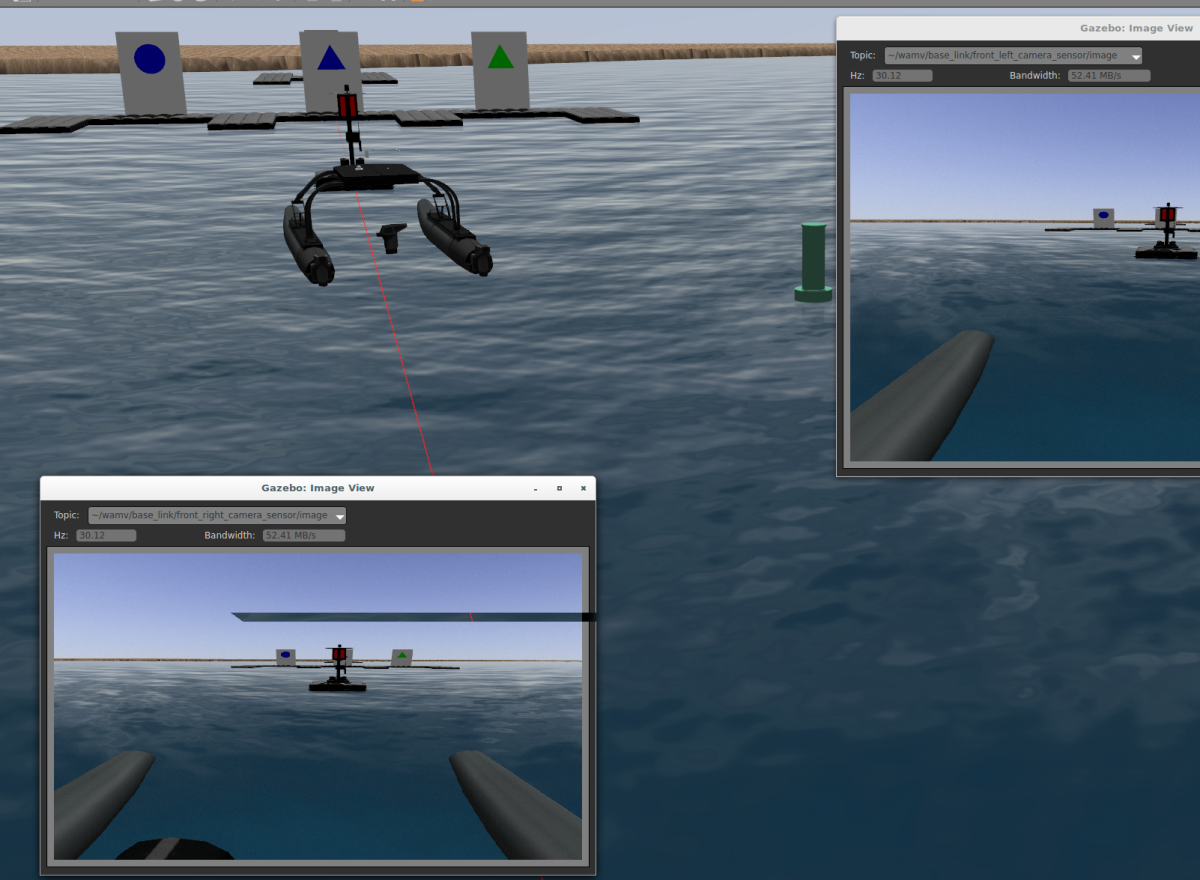 Gazebo: Image View
Topic: ~/wamv/base_link/front_left_camera_sensor/image
Hz: 30.12 Bandwidth: 52.41 MB/s
Gazebo: Image View
Topic: ~/wamv/base_link/front_right_camera_sensor/image
Hz: 30.12 Bandwidth: 52.41 MB/s